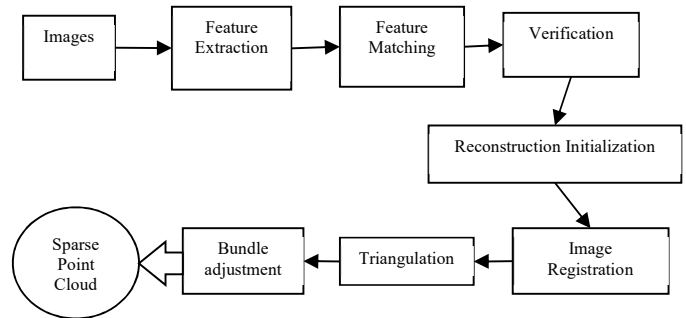 Images
Feature
Extraction
Feature
Matching
Verification
Reconstruction Initialization
Image
Registration
Triangulation
Bundle
adjustment
Sparse
Point
Cloud